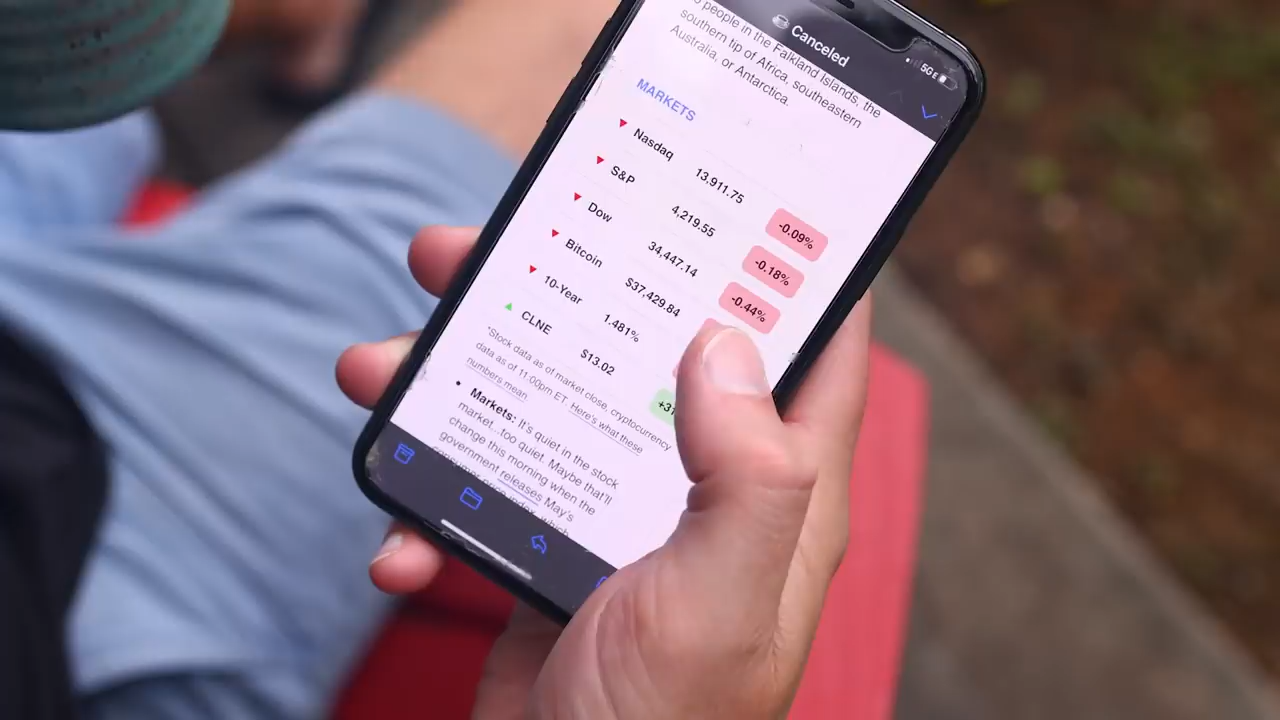 Canceled
5GE
people in the Falkland Islands, the
southern tip of Africa, southeastern
Australia, or Antarctica.
MARKETS
Nasdaq 13,911.75 -0.09%
S&P 4,219.55 -0.18%
Dow 34,447.14 -0.44%
Bitcoin $37,429.84
10-Year 1.481%
CLNE $13.02 +31
*Stock data as of market close, cryptocurrency
data as of 11:00pm ET. Here's what these
numbers mean
• Markets: It's quiet in the stock
market...too quiet. Maybe that'll
change this morning when the
government releases May's
which